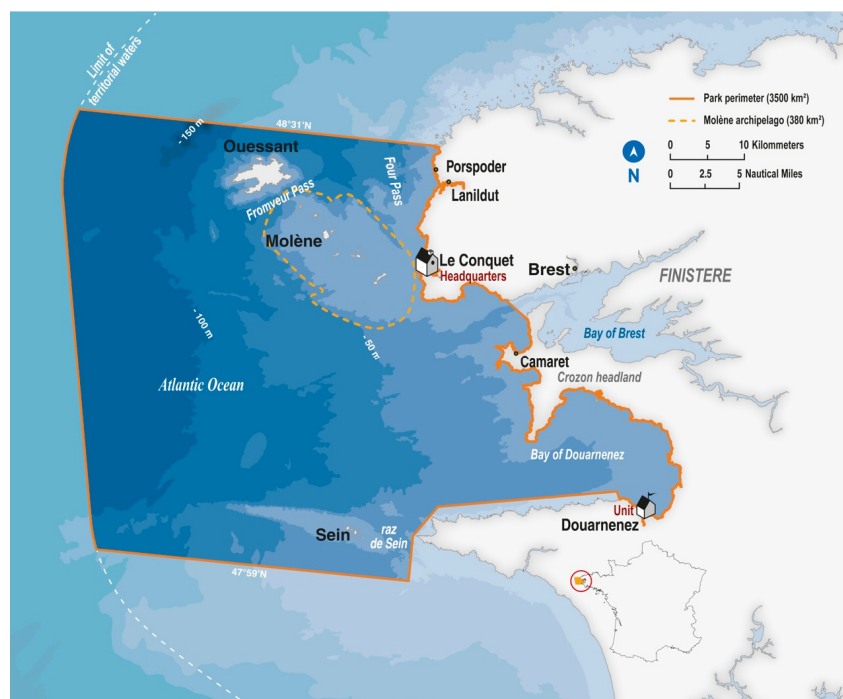 Limit of
territorial waters
48°31'N
- 150 m
Ouessant
Fromveur Pass
Four Pass
Porspoder
Lanildut
Molène
Le Conquet
Headquarters
Brest
FINISTERE
Bay of Brest
- 100 m
- 50 m
Camaret
Crozon headland
Atlantic Ocean
Bay of Douarnenez
Unit
Douarnenez
Sein
raz
de Sein
47°59'N
Park perimeter (3500 km²)
Molène archipelago (380 km²)
0 5 10 Kilommeters
N
0 2.5 5 Nautical Miles